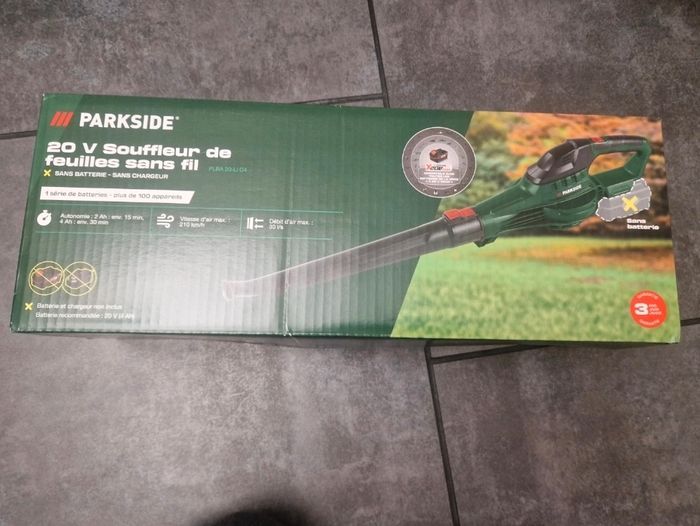 PARKSIDE®
20 V Souffleur de
feuilles sans fil
PLBA 20-Li D4
SANS BATTERIE - SANS CHARGEUR
1 série de batteries - plus de 100 appareils
Autonomie : 2 Ah : env. 15 min,
4 Ah : env. 30 min
Vitesse d'air max. :
210 km/h
Débit d'air max. :
Batterie et chargeur non inclus
Batterie recommandée : 20 V (4 Ah)
PARKSIDE
Sans
batterie
3